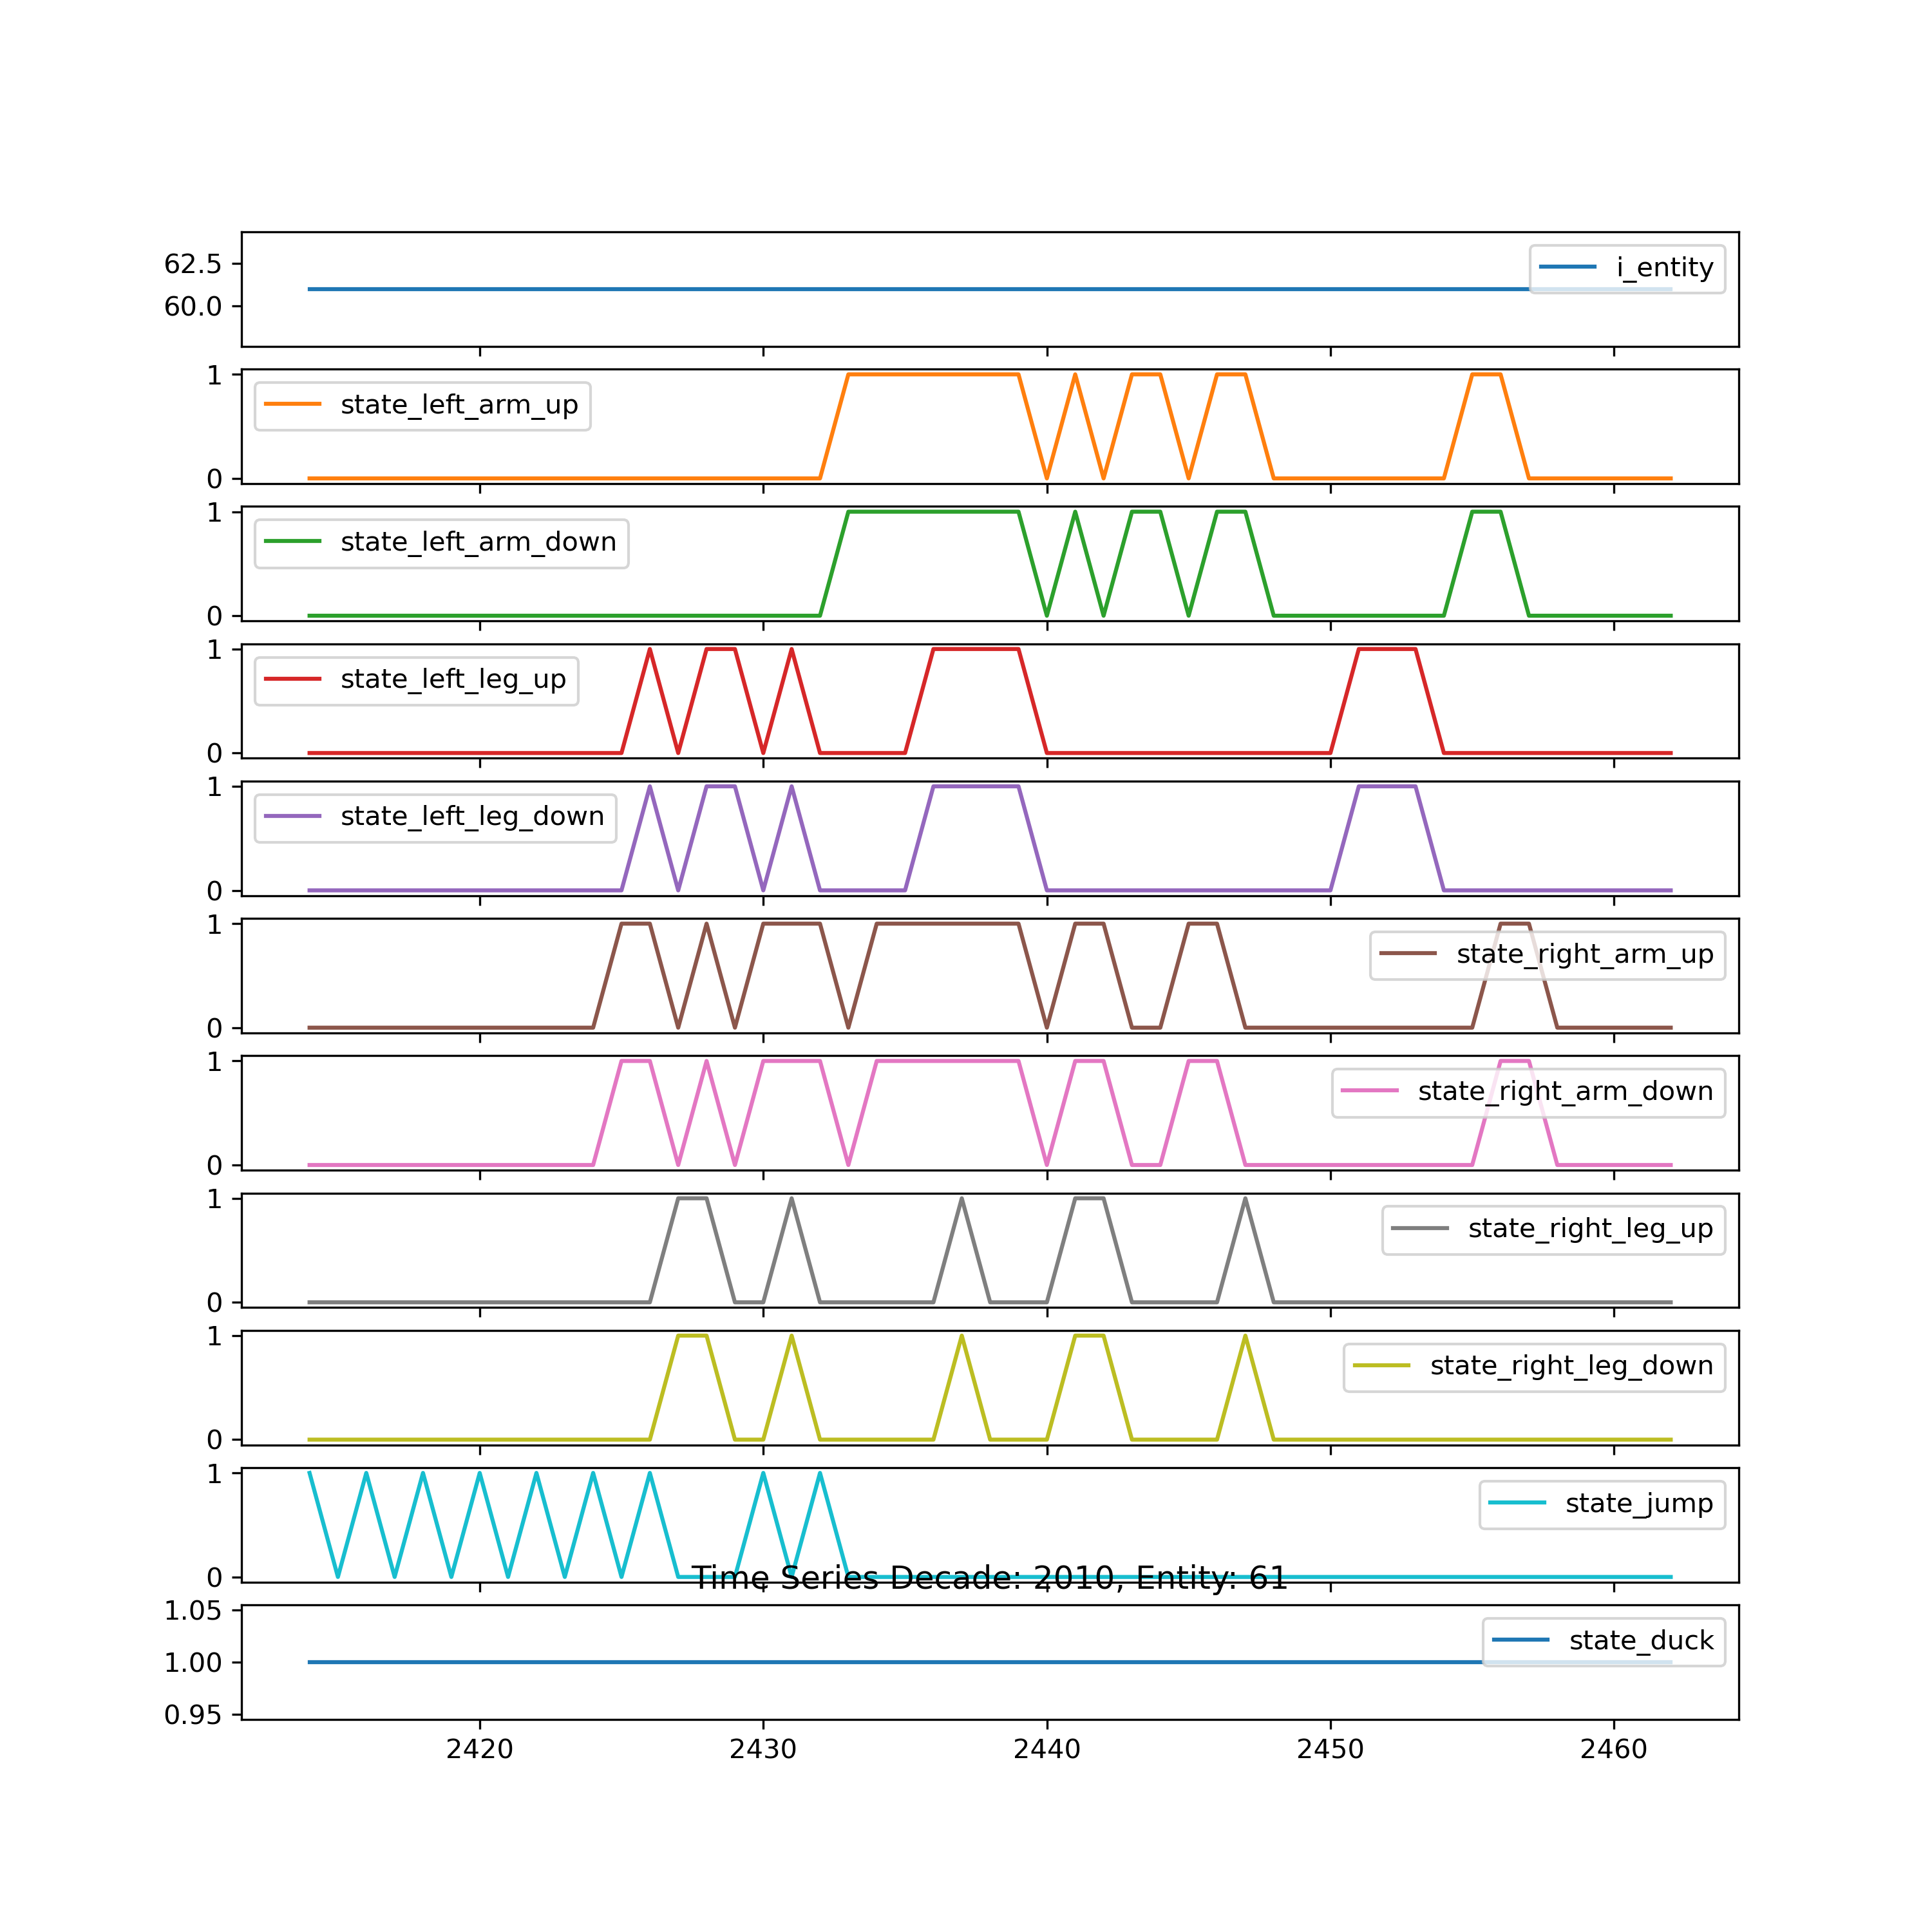 62.5
60.0
i_entity
1
0
state_left_arm_up
1
0
state_left_arm_down
1
0
state_left_leg_up
1
0
state_left_leg_down
1
0
state_right_arm_up
1
0
state_right_arm_down
1
0
state_right_leg_up
1
0
state_right_leg_down
1
0
state_jump
Time Series Decade: 2010, Entity: 61
1.05
1.00
0.95
state_duck
2420 2430 2440 2450 2460